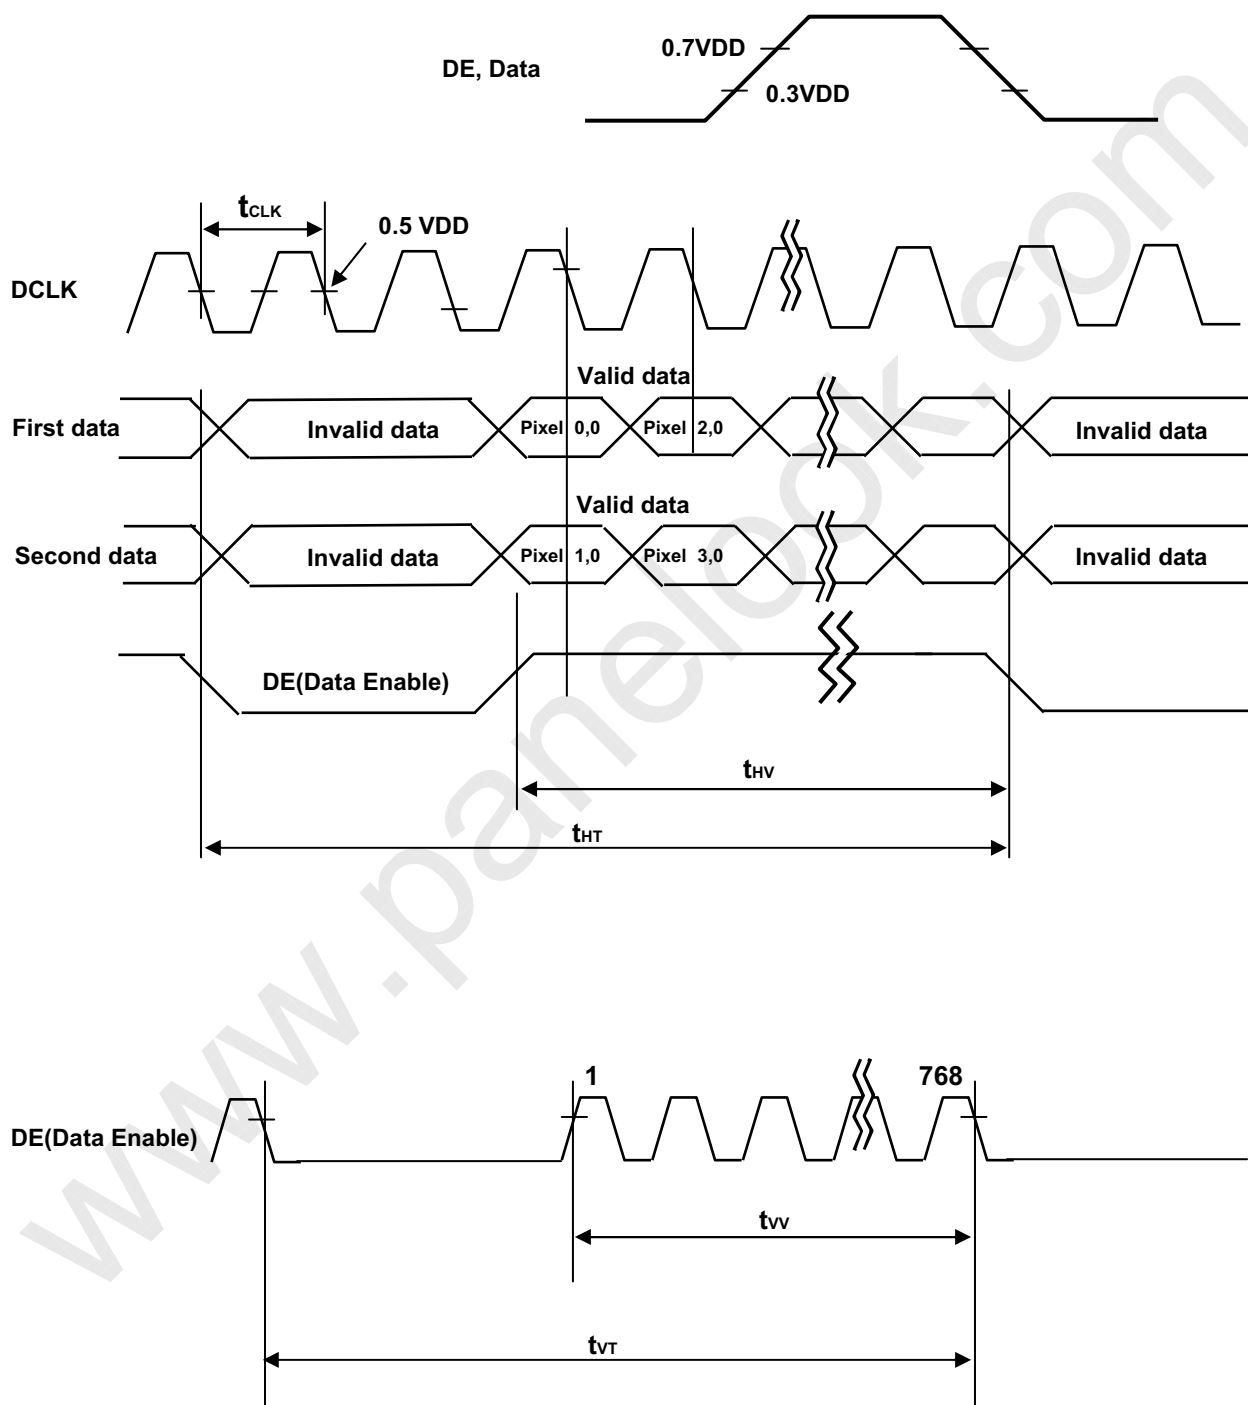 0.7VDD
DE, Data
0.3VDD
tCLK
0.5 VDD
DCLK
Valid data
First data
Invalid data
Pixel 0,0
Pixel 2,0
Invalid data
Valid data
Second data
Invalid data
Pixel 1,0
Pixel 3,0
Invalid data
DE(Data Enable)
tHV
tHT
1
768
DE(Data Enable)
tVV
tVT
www.panelook.com